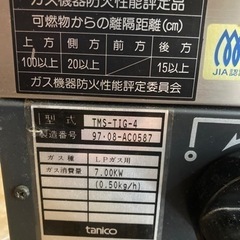 ガス機器防火性能評定品
可燃物からの離隔距離(cm)
上方 側方 前方 後方
100以上 20以上 15以上
ガス機器防火性能評定委員会
JIA認
型式 TMS-TIG-4
製造番号 97・08-AC0587
ガス種 LPガス用
ガス消費量 7.00KW
(0.50kg/h)
tanico